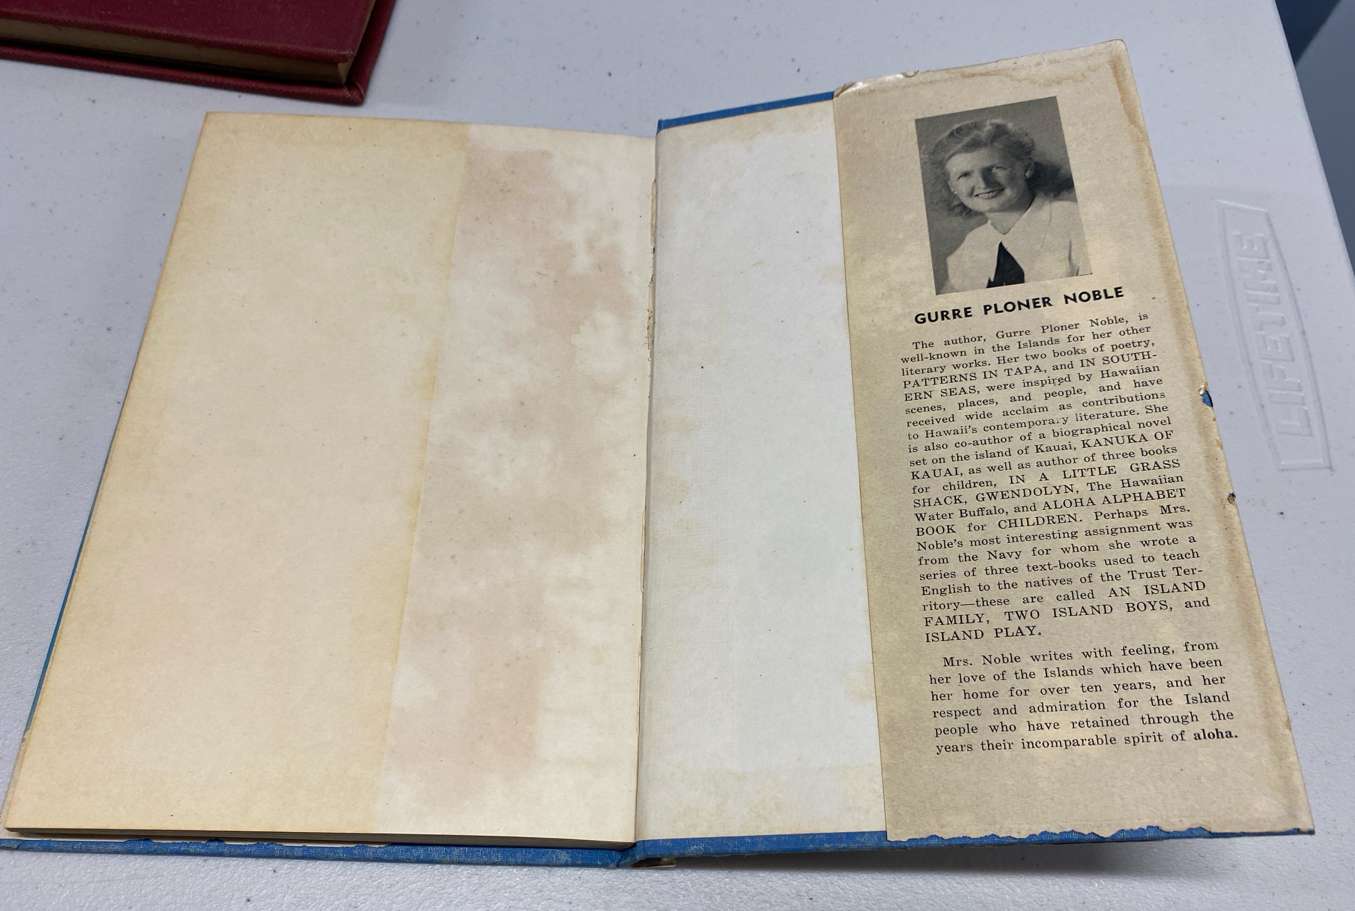 GURRE PLONER NOBLE
The author, Gurre Ploner Noble, is
well-known in the Islands for her other
literary works. Her two books of poetry,
PATTERNS IN TAPA, and IN SOUTH-
ERN SEAS, were inspired by Hawaiian
scenes, places, and people, and have
received wide acclaim as contributions
to Hawaii's contemporary literature. She
is also co-author of a biographical novel
set on the island of Kauai, KANUKA OF
KAUAI, as well as author of three books
for children, IN A LITTLE GRASS
SHACK, GWENDOLYN, The Hawaiian
Water Buffalo, and ALOHA ALPHABET
BOOK for CHILDREN. Perhaps Mrs.
Noble's most interesting assignment was
from the Navy for whom she wrote a
series of three text-books used to teach
English to the natives of the Trust Ter-
ritory—these are called AN ISLAND
FAMILY, TWO ISLAND BOYS, and
ISLAND PLAY.
Mrs. Noble writes with feeling, from
her love of the Islands which have been
her home for over ten years, and her
respect and admiration for the Island
people who have retained through the
years their incomparable spirit of aloha.
LIFETIME